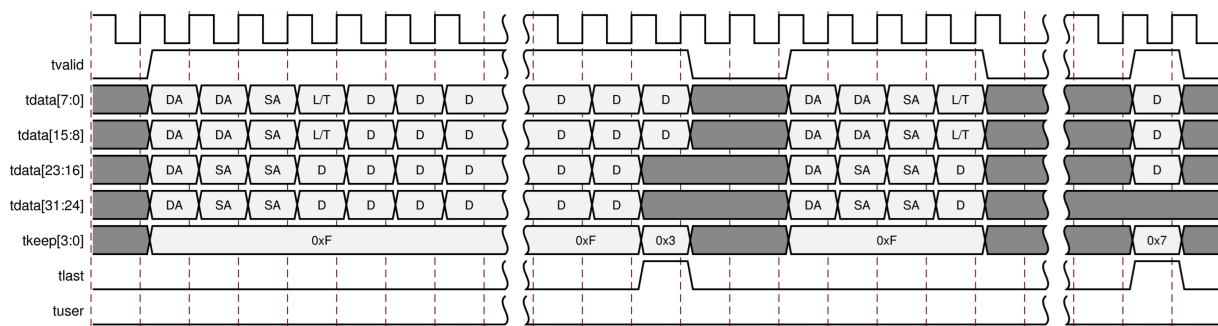 tvalid
tdata[7:0] DA DA SA L/T D D D D D D DA DA SA L/T D
tdata[15:8] DA DA SA L/T D D D D D D DA DA SA L/T D
tdata[23:16] DA SA SA D D D D D D DA SA SA D D
tdata[31:24] DA SA SA D D D D D D DA SA SA D
tkeep[3:0] 0xF 0xF 0x3 0xF 0x7
tlast
tuser